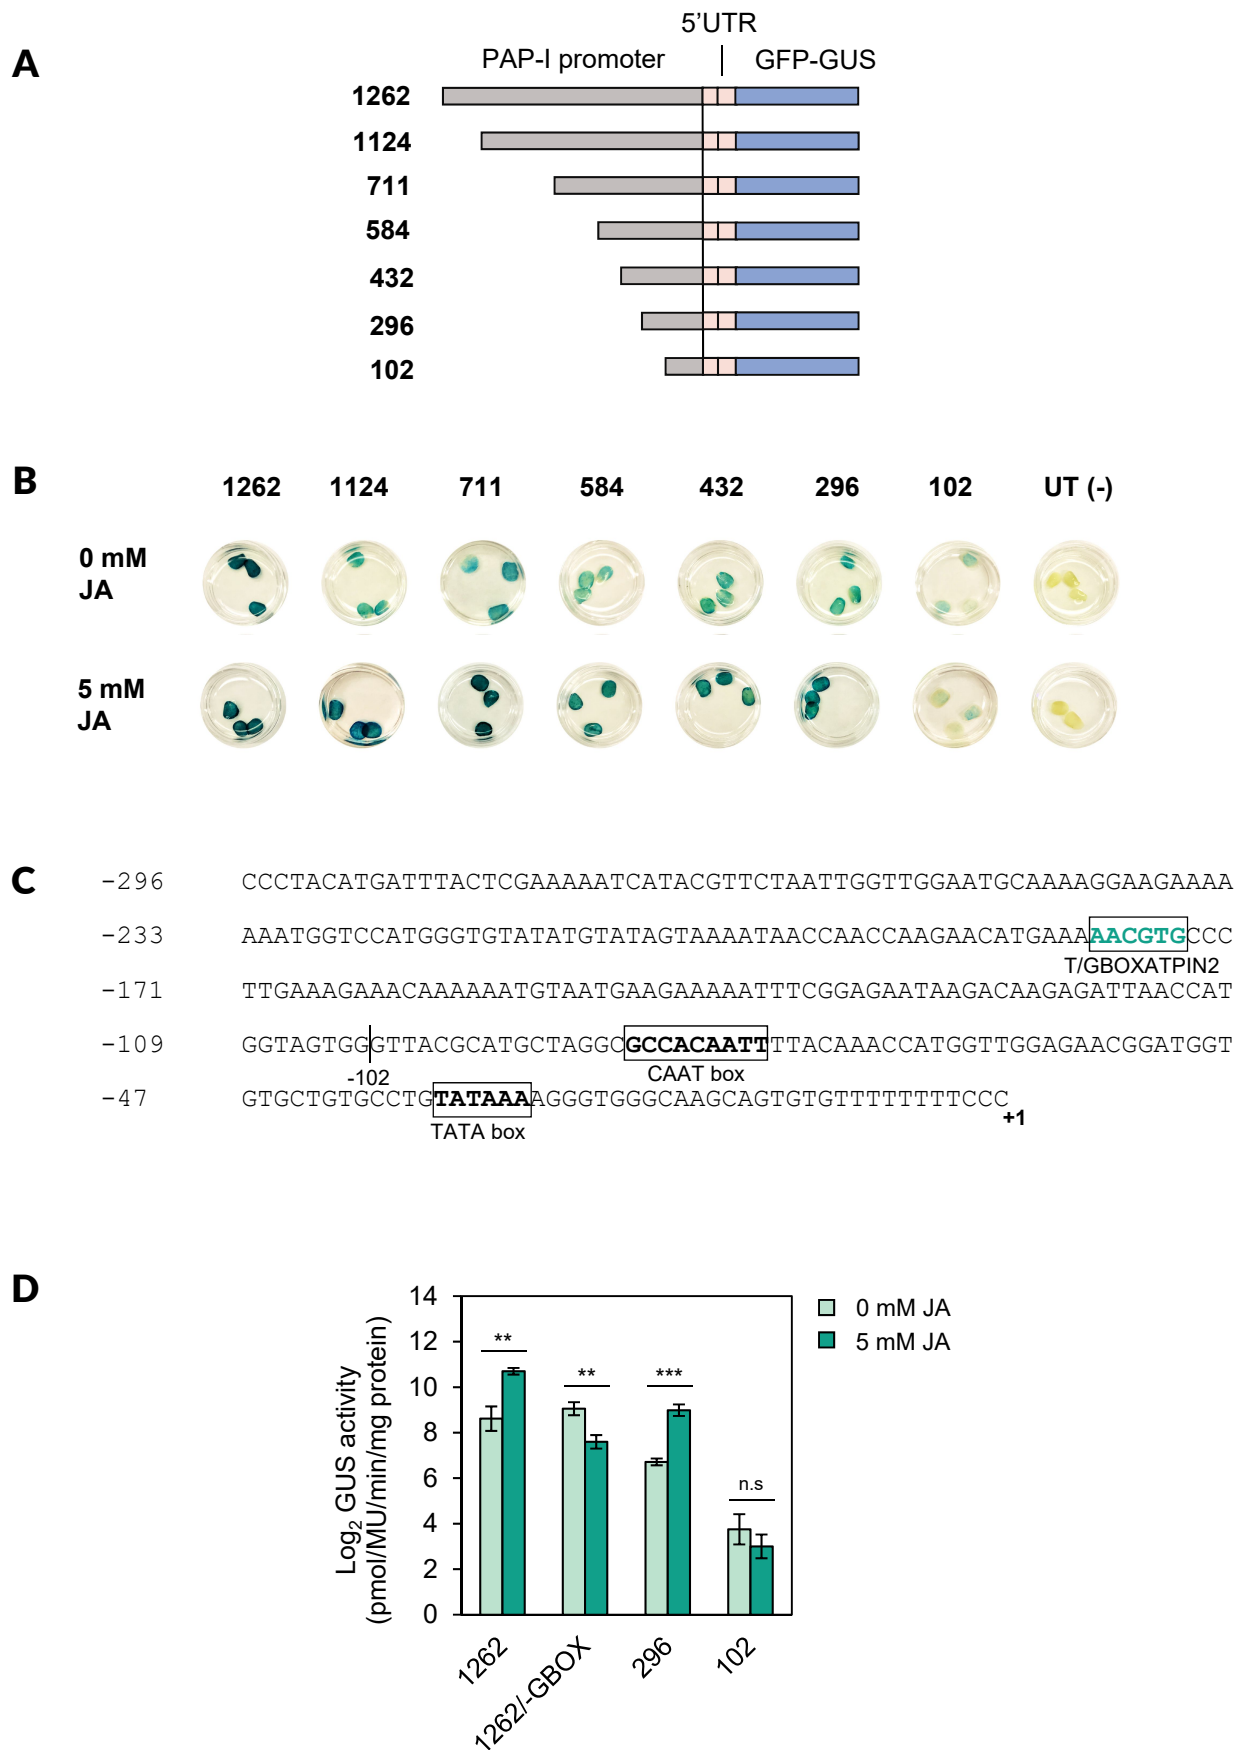 A
5'UTR
PAP-I promoter
GFP-GUS
1262
1124
711
584
432
296
102
B
1262 1124 711 584 432 296 102 UT (-)
0 mM
JA
5 mM
JA
C
-296 CCCTACATGATTTACTCGAAAAATCATACGTTCTAATTGGTTGGAATGCAAAAGGAAGAAAA
-233 AAATGGTCCATGGGTGTATATGTATAGTAAAATAACCAACCAAGAACATGAAAAACGTGCCC
T/GBOXATPIN2
-171 TTGAAAGAAACAAAAAATGTAATGAAGAAAAATTTCGGAGAATAAGACAAGAGATTAACCAT
-109 GGTAGTGGGTTACGCATGCTAGGCGCCACAATTTTACAAACCATGGTTGGAGAACGGATGGT
-102
CAAT box
-47 GTGCTGTGCCTGTATAAAAGGGTGGGCAAGCAGTGTGTTTTTTTTCCC
+1
TATA box
D
Log2 GUS activity
(pmol/MU/min/mg protein)
14
12
10
8
6
4
2
0
**
**
***
n.s
0 mM JA
5 mM JA
1262
1262/-GBOX
296
102